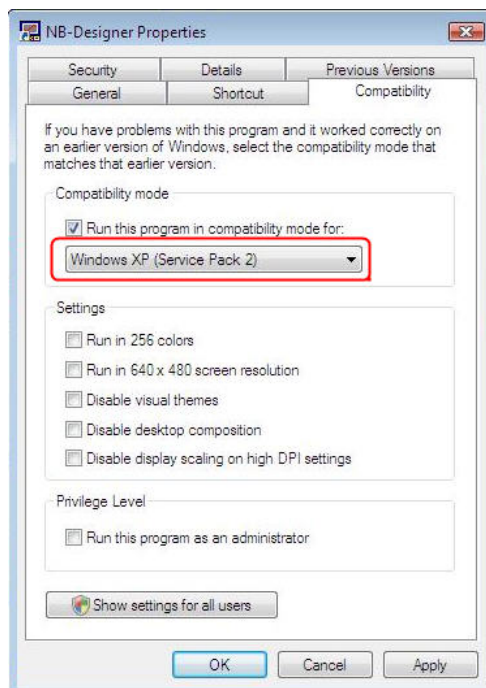 NB-Designer Properties
Security Details Previous Versions
General Shortcut Compatibility
If you have problems with this program and it worked correctly on
an earlier version of Windows, select the compatibility mode that
matches that earlier version.
Compatibility mode
Run this program in compatibility mode for:
Windows XP (Service Pack 2)
Settings
Run in 256 colors
Run in 640 x 480 screen resolution
Disable visual themes
Disable desktop composition
Disable display scaling on high DPI settings
Privilege Level
Run this program as an administrator
Show settings for all users
OK Cancel Apply